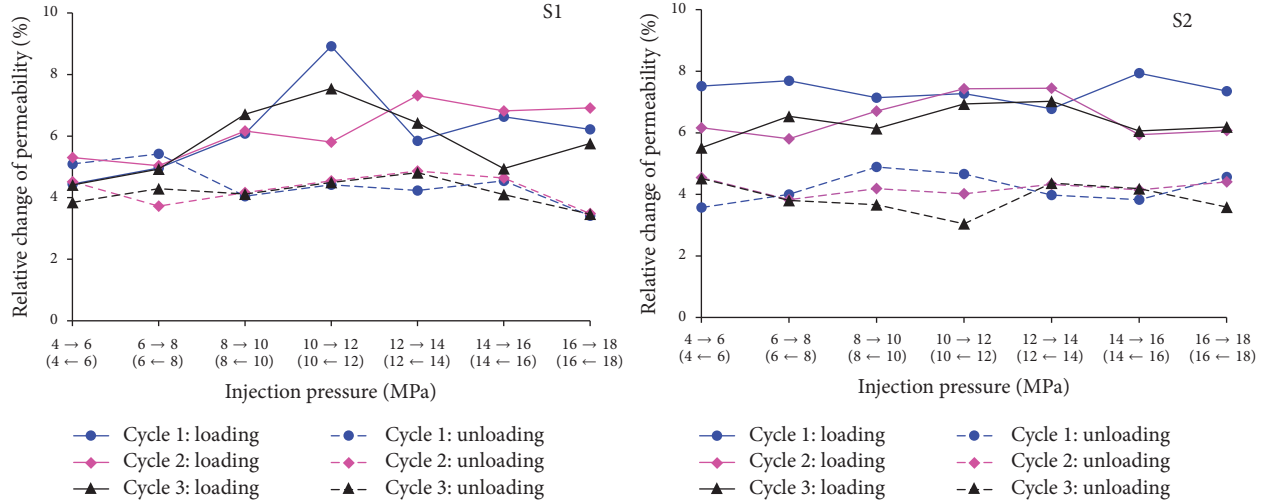 S1
Relative change of permeability (%)
10
8
6
4
2
0
4 → 6
(4 ← 6)
6 → 8
(6 ← 8)
8 → 10
(8 ← 10)
10 → 12
(10 ← 12)
12 → 14
(12 ← 14)
14 → 16
(14 ← 16)
16 → 18
(16 ← 18)
Injection pressure (MPa)
Cycle 1: loading
Cycle 2: loading
Cycle 3: loading
Cycle 1: unloading
Cycle 2: unloading
Cycle 3: unloading
S2
Relative change of permeability (%)
10
8
6
4
2
0
4 → 6
(4 ← 6)
6 → 8
(6 ← 8)
8 → 10
(8 ← 10)
10 → 12
(10 ← 12)
12 → 14
(12 ← 14)
14 → 16
(14 ← 16)
16 → 18
(16 ← 18)
Injection pressure (MPa)
Cycle 1: loading
Cycle 2: loading
Cycle 3: loading
Cycle 1: unloading
Cycle 2: unloading
Cycle 3: unloading